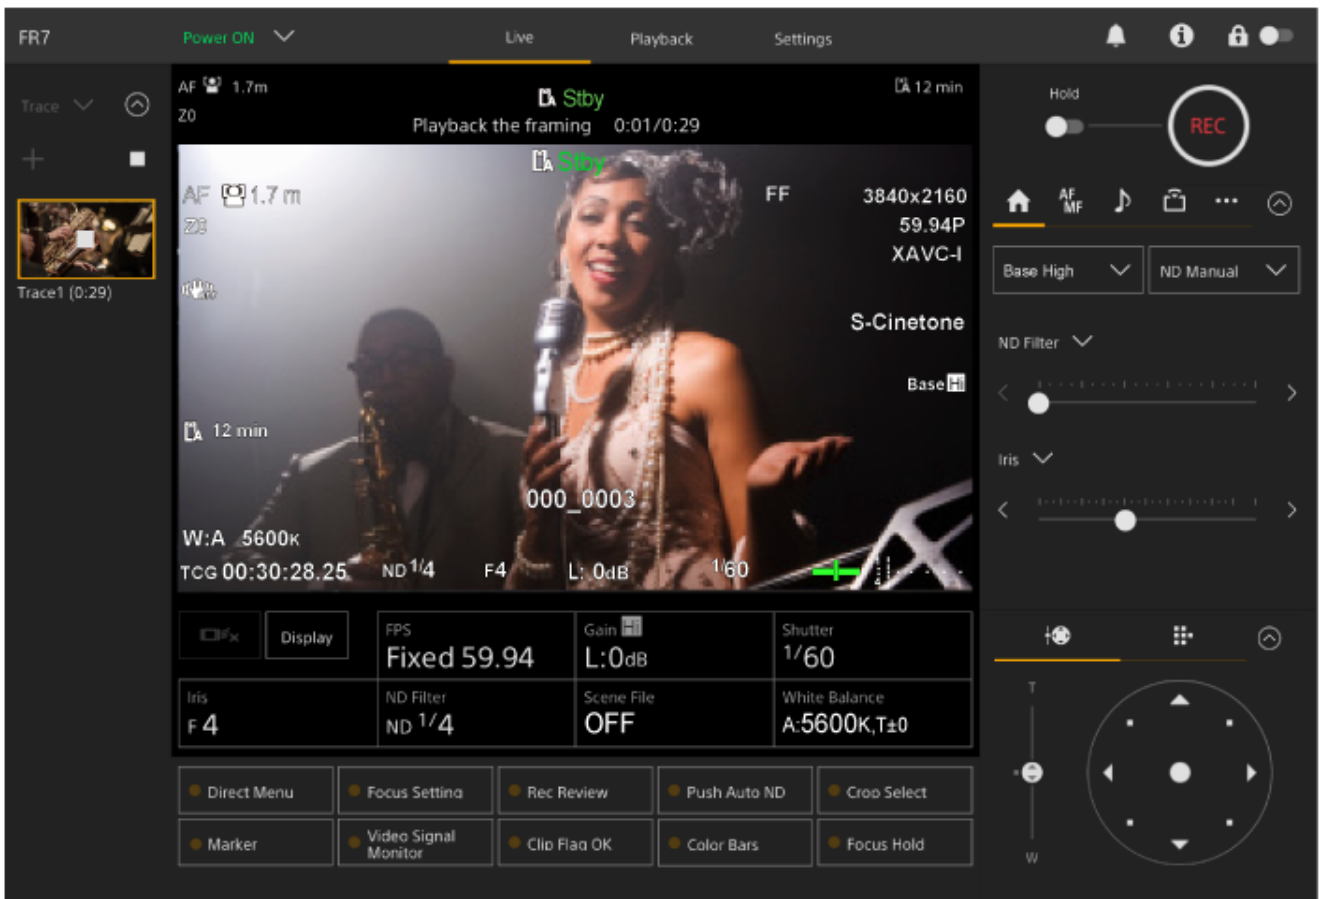 FR7
Power ON
Live
Playback
Settings
Trace
Trace1 (0:29)
AF 1.7m
Z0
Stby
Playback the framing 0:01/0:29
12 min
Stby
AF 1.7 m
Z0
FF
3840x2160
59.94P
XAVC-I
S-Cinetone
Base Hi
12 min
000_0003
W:A 5600K
TCG 00:30:28.25
ND 1/4
F4
L: 0dB
1/60
Display
FPS
Fixed 59.94
Gain Hi
L:0dB
Shutter
1/60
Iris
F 4
ND Filter
ND 1/4
Scene File
OFF
White Balance
A:5600K,T±0
Direct Menu
Focus Setting
Rec Review
Push Auto ND
Crop Select
Marker
Video Signal
Monitor
Clip Flag OK
Color Bars
Focus Hold
Hold
REC
AF
MF
Base High
ND Manual
ND Filter
Iris
T
W